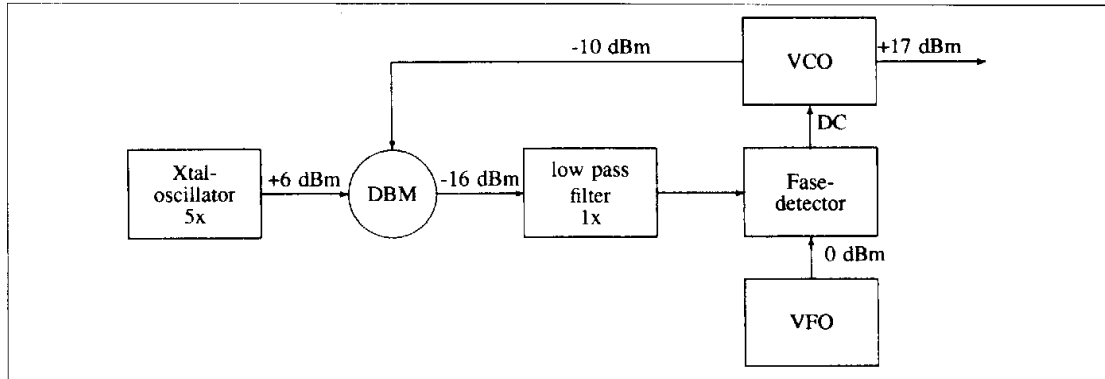 -10 dBm
VCO
+17 dBm
DC
Xtal-
oscillator
5x
+6 dBm
DBM
-16 dBm
low pass
filter
1x
Fase-
detector
0 dBm
VFO